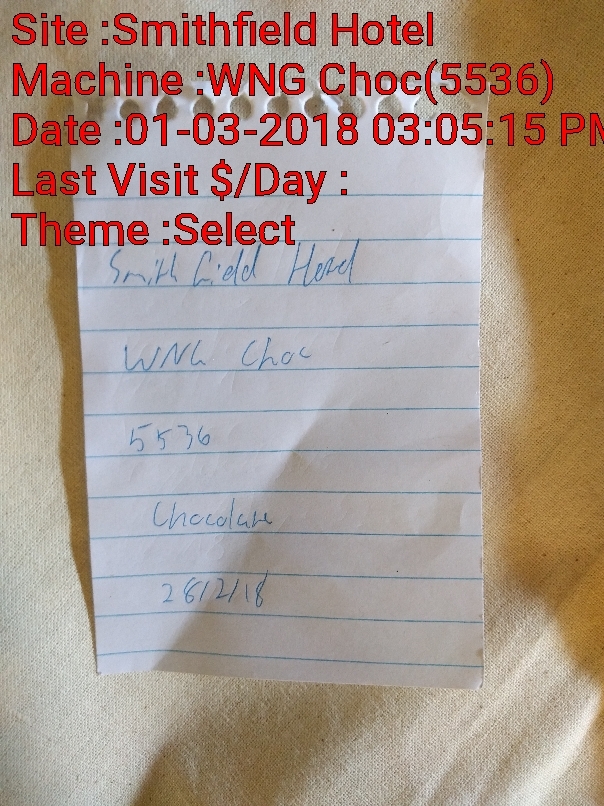 Site :Smithfield Hotel
Machine :WNG Choc(5536)
Date :01-03-2018 03:05:15 PM
Last Visit $/Day :
Theme :Select
Smithfield Hotel
WNG Choc
5536
Chocolate
28/2/18